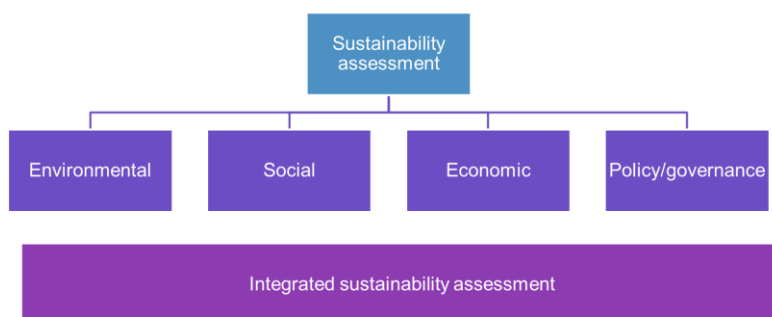 Sustainability
assessment
Environmental
Social
Economic
Policy/governance
Integrated sustainability assessment